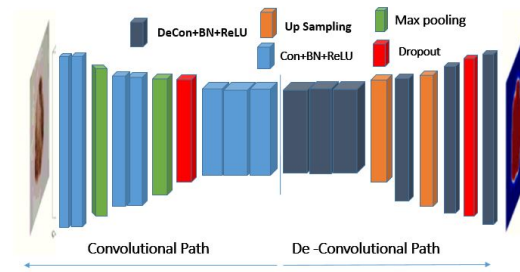 DeCon+BN+ReLU
Up Sampling
Max pooling
Con+BN+ReLU
Dropout
Convolutional Path
De -Convolutional Path